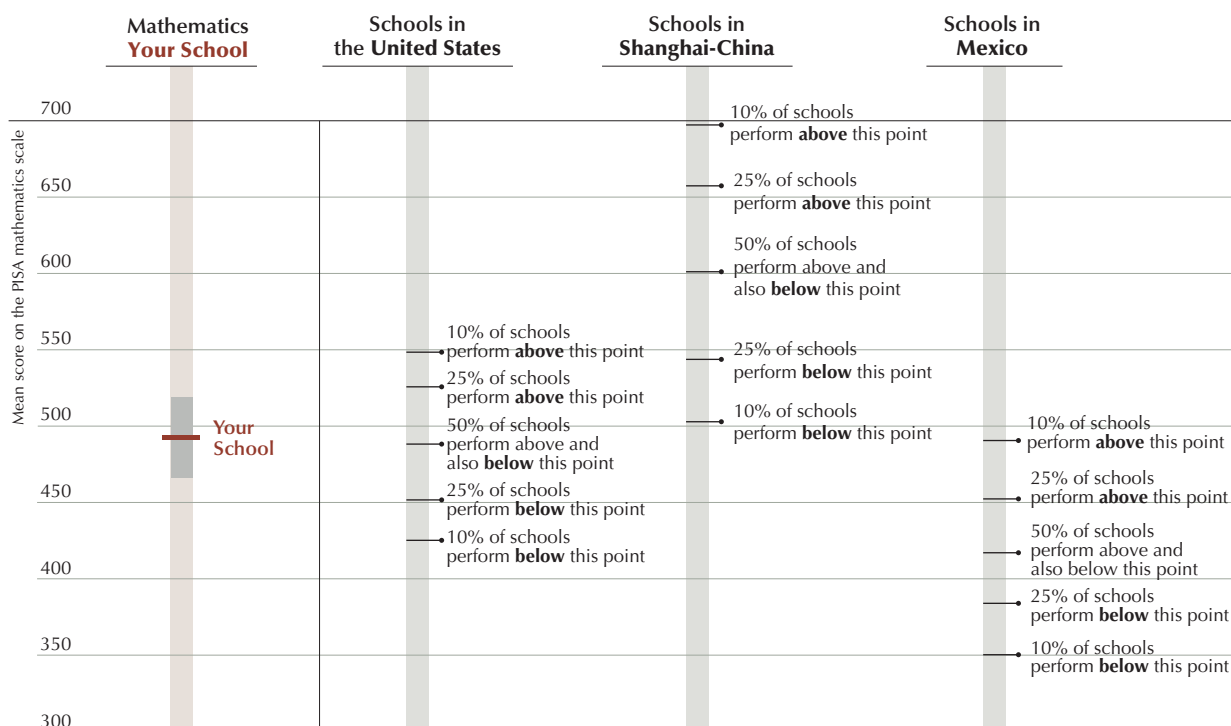 Mathematics
Your School
Schools in
the United States
Schools in
Shanghai-China
Schools in
Mexico
Mean score on the PISA mathematics scale
700
650
600
550
500
450
400
350
300
Your
School
10% of schools
perform above this point
25% of schools
perform above this point
50% of schools
perform above and
also below this point
25% of schools
perform below this point
10% of schools
perform below this point
10% of schools
perform above this point
25% of schools
perform above this point
50% of schools
perform above and
also below this point
25% of schools
perform below this point
10% of schools
perform below this point
10% of schools
perform above this point
25% of schools
perform above this point
50% of schools
perform above and
also below this point
25% of schools
perform below this point
10% of schools
perform below this point